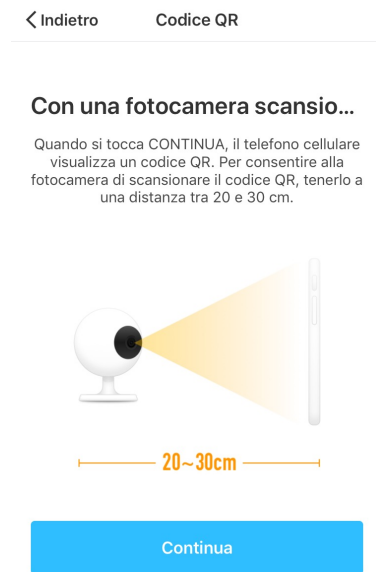 Indietro
Codice QR
Con una fotocamera scansio...
Quando si tocca CONTINUA, il telefono cellulare
visualizza un codice QR. Per consentire alla
fotocamera di scansionare il codice QR, tenerlo a
una distanza tra 20 e 30 cm.
20~30cm
Continua